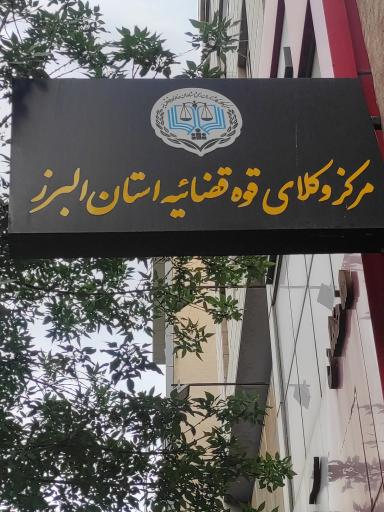 مرکز وکلای قوه قضائیه استان البرز